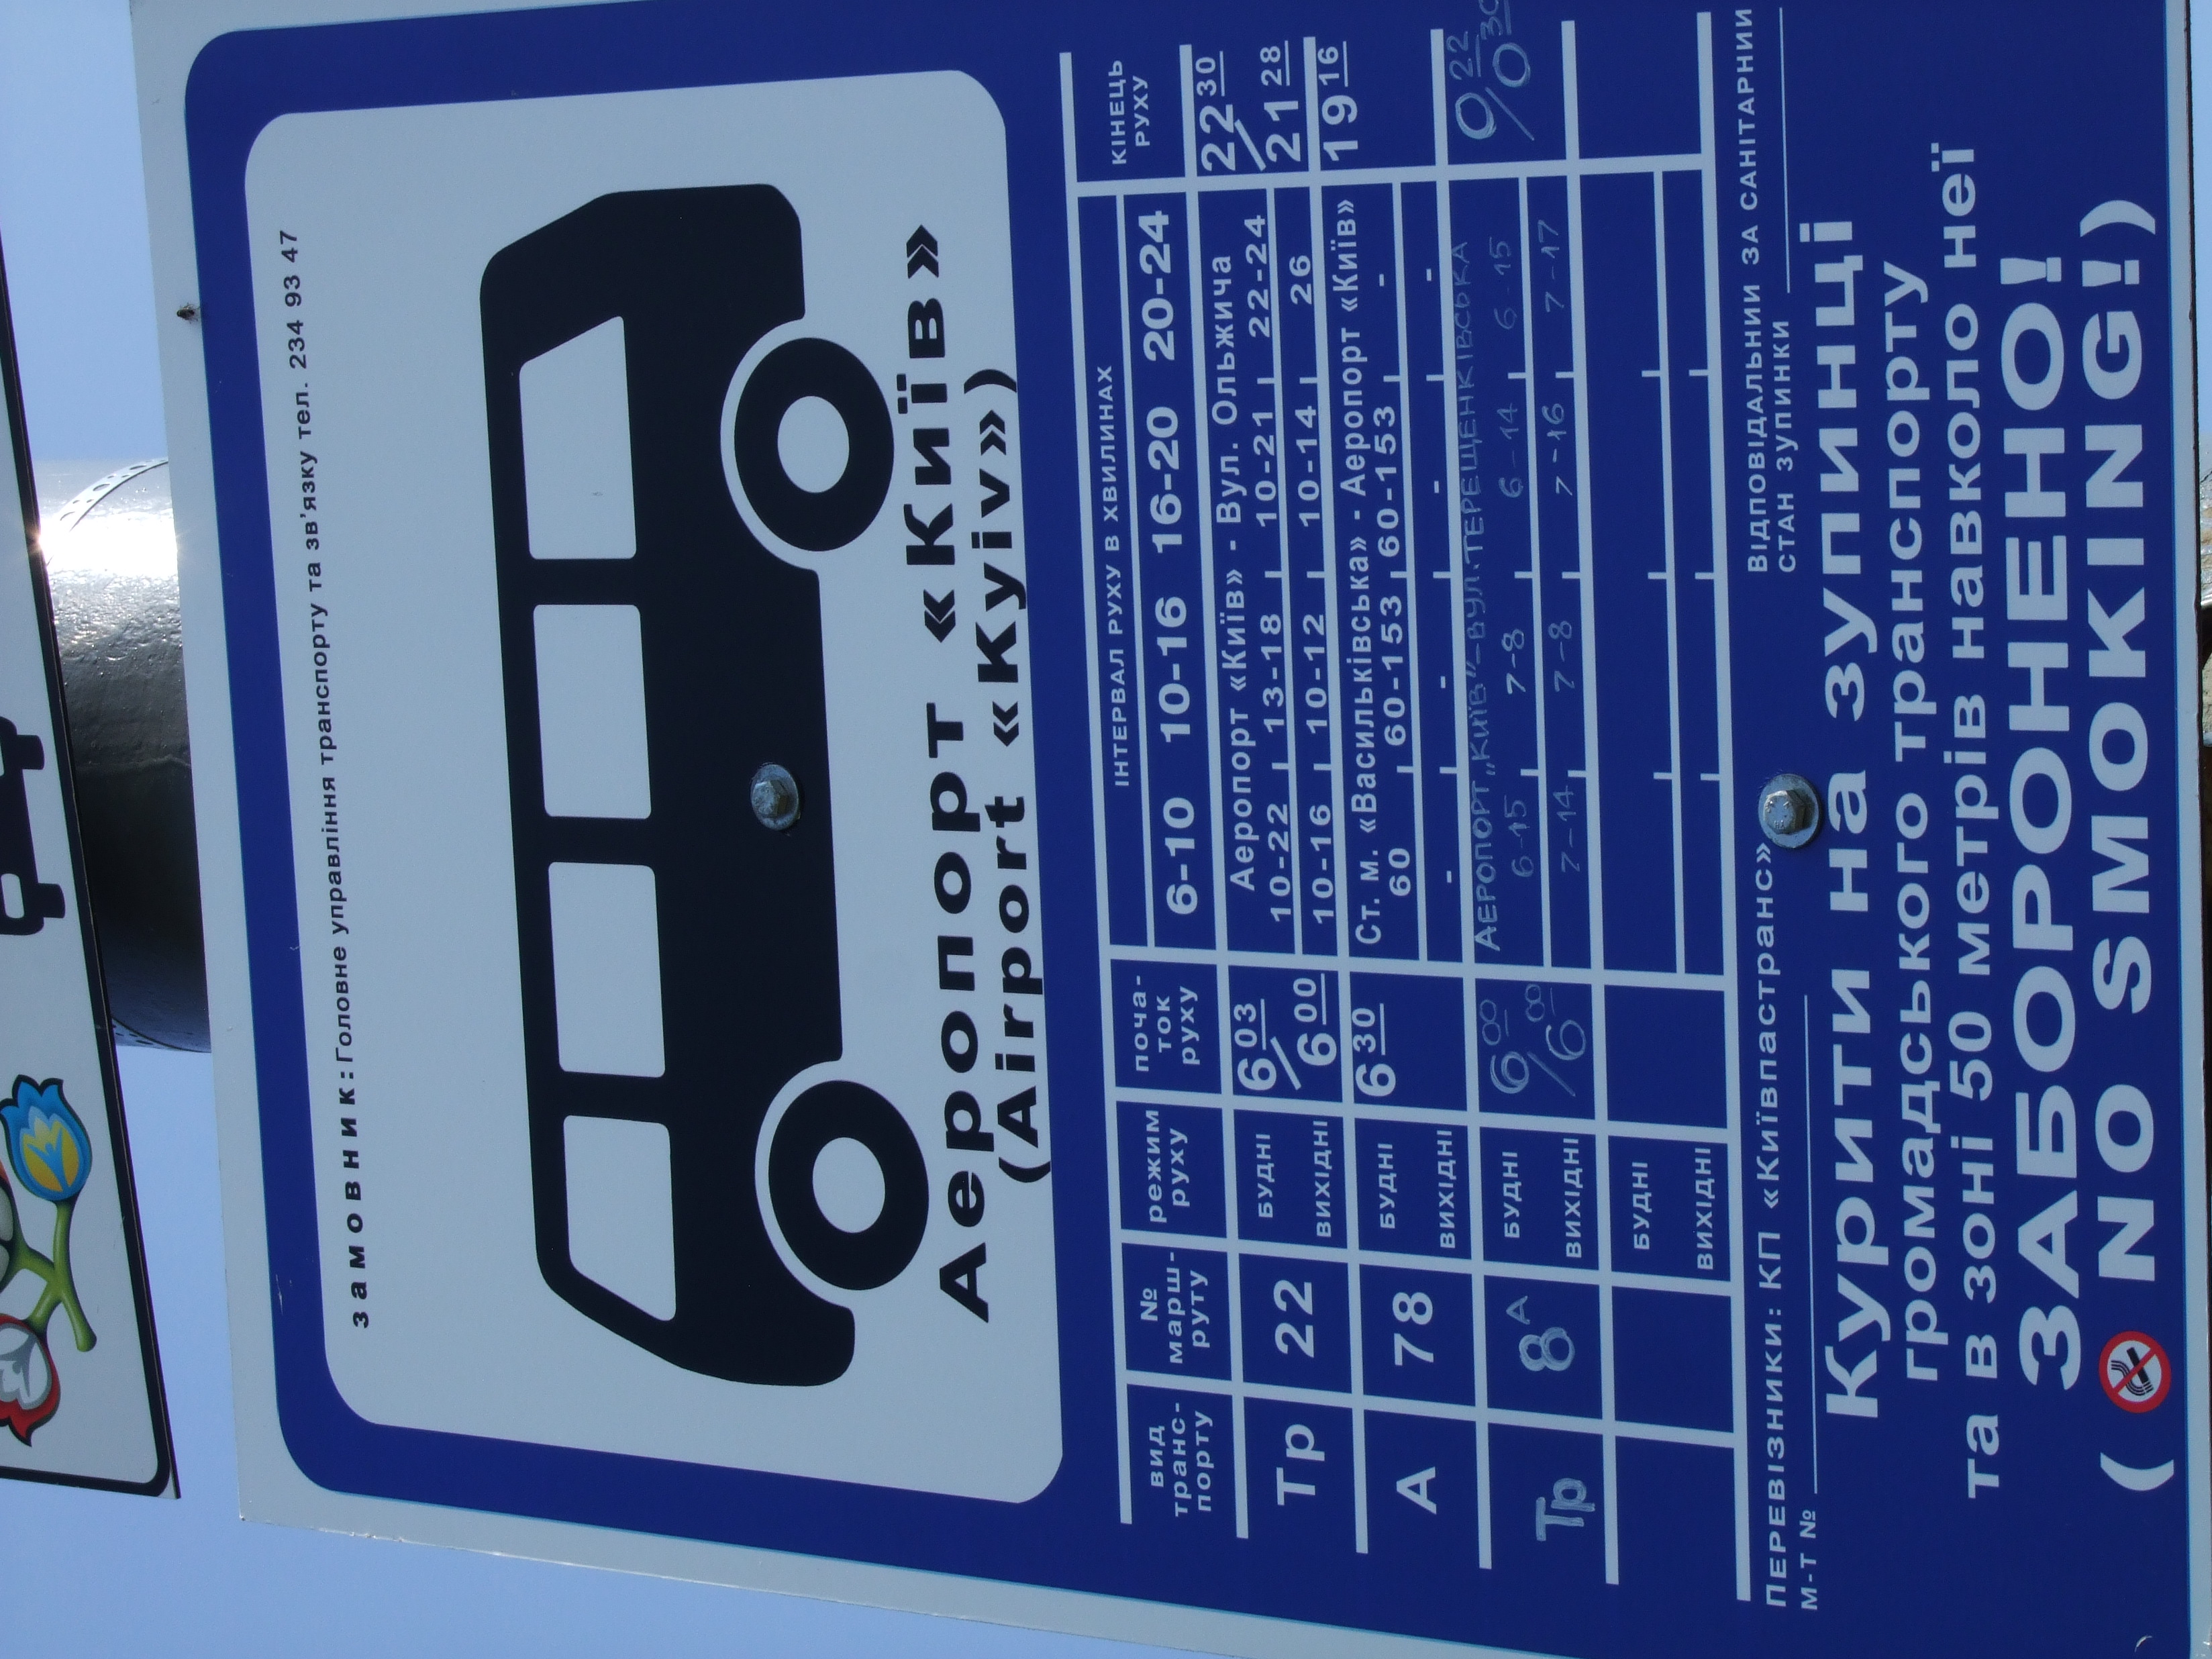 замовник:Головне управління транспорту та зв'язку тел. 234 93 47
Аеропорт «Київ»
(Airport «Kyiv»)
вид транс-порту
№ марш-руту
режим руху
поча-ток руху
ІНТЕРВАЛ РУХУ В ХВИЛИНАХ
КІНЕЦЬ РУХУ
6-10 10-16 16-20 20-24
Тр 22 БУДНІ ВИХІДНІ 6 03 / 6 00
Аеропорт «Київ» - Вул. Ольжича
10-22 13-18 10-21 22-24
10-16 10-12 10-14 26
22 30 / 21 28
А 78 БУДНІ ВИХІДНІ 6 30
Ст. м. «Васильківська» - Аеропорт «Київ»
60 60-153 60-153 -
- - - -
19 16
Тр 8А БУДНІ ВИХІДНІ 6 00 / 6 00
АЕРОПОРТ „КИЇВ" – ВУЛ. ТЕРЕЩЕНКІВСЬКА
6-15 7-8 6-14 6-15
7-14 7-8 7-16 7-17
0 22 / 0 30
БУДНІ
ВИХІДНІ
ПЕРЕВІЗНИКИ: КП «Київпастранс»
М-Т №
ВІДПОВІДАЛЬНИЙ ЗА САНІТАРНИЙ
СТАН ЗУПИНКИ
Курити на зупинці
громадського транспорту
та в зоні 50 метрів навколо неї
ЗАБОРОНЕНО!
( NO SMOKING!)